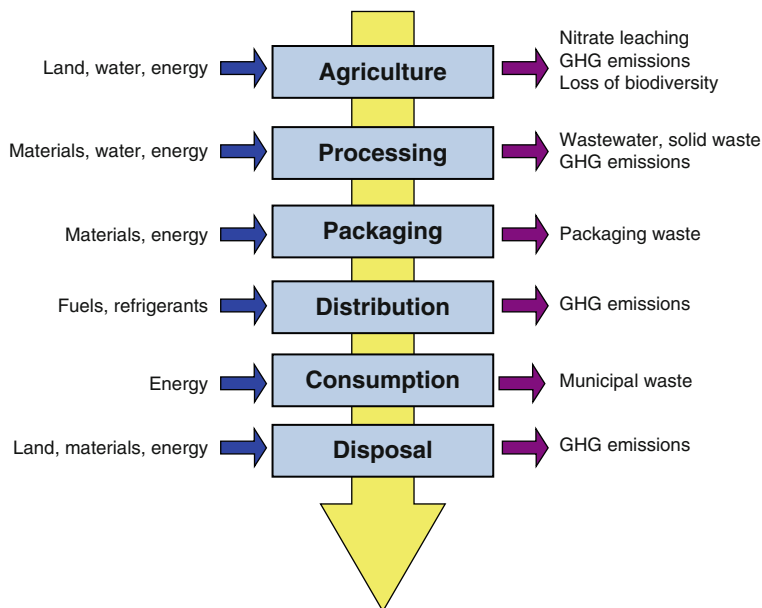 Land, water, energy
Agriculture
Nitrate leaching
GHG emissions
Loss of biodiversity
Materials, water, energy
Processing
Wastewater, solid waste
GHG emissions
Materials, energy
Packaging
Packaging waste
Fuels, refrigerants
Distribution
GHG emissions
Energy
Consumption
Municipal waste
Land, materials, energy
Disposal
GHG emissions